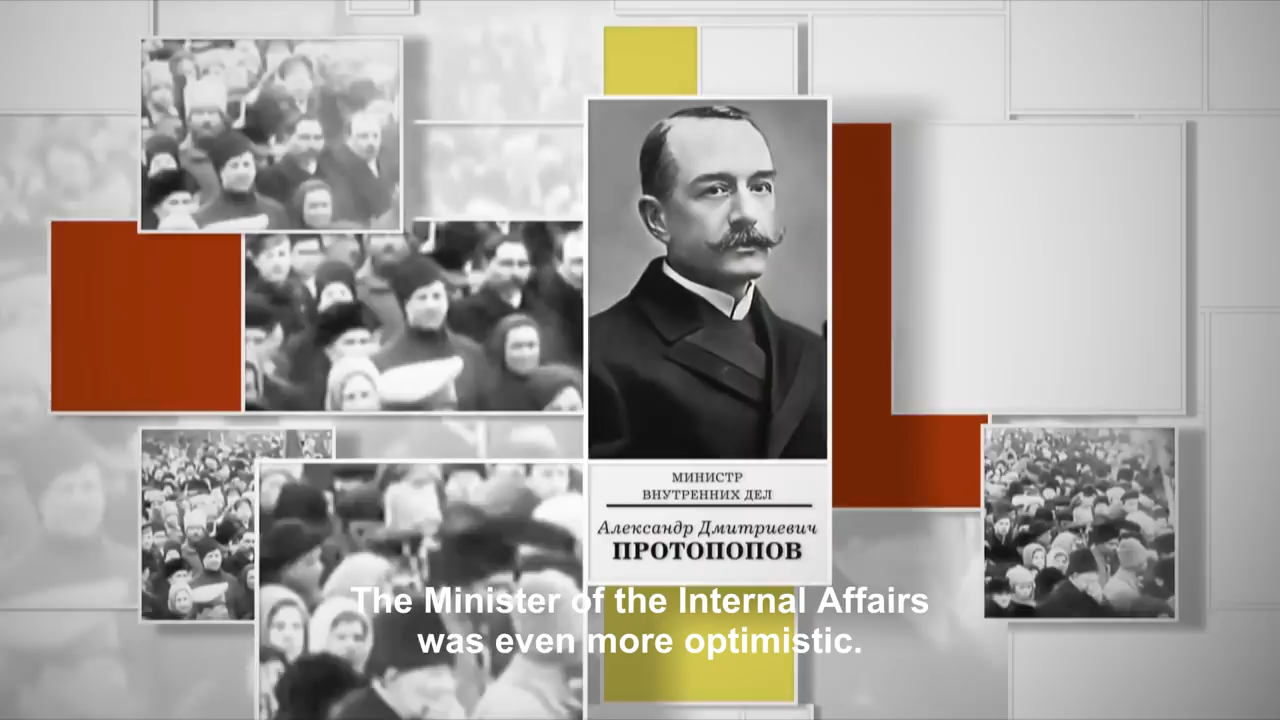 МИНИСТР
ВНУТРЕННИХ ДЕЛ
Александр Дмитриевич
ПРОТОПОПОВ
The Minister of the Internal Affairs
was even more optimistic.